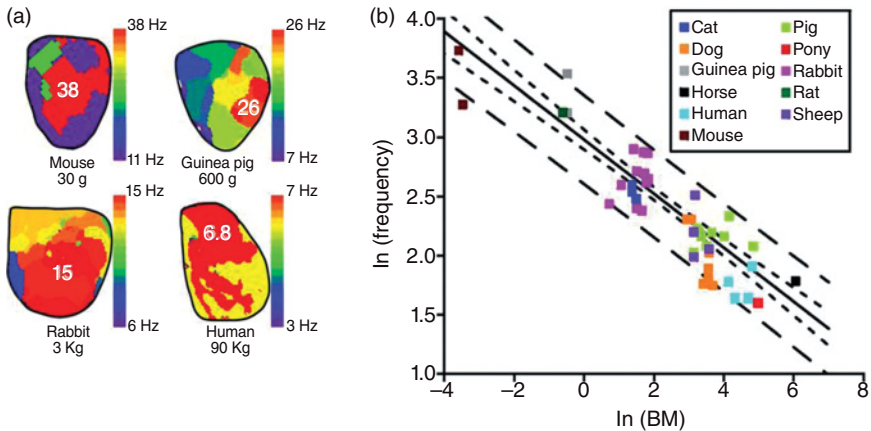 (a)
38 Hz
26 Hz
38
26
Mouse
30 g
11 Hz
Guinea pig
600 g
7 Hz
15 Hz
7 Hz
15
6.8
Rabbit
3 Kg
6 Hz
Human
90 Kg
3 Hz
(b)
4.0
3.5
3.0
2.5
2.0
1.5
1.0
ln (frequency)
Cat
Dog
Guinea pig
Horse
Human
Mouse
Pig
Pony
Rabbit
Rat
Sheep
–4 –2 0 2 4 6 8
ln (BM)